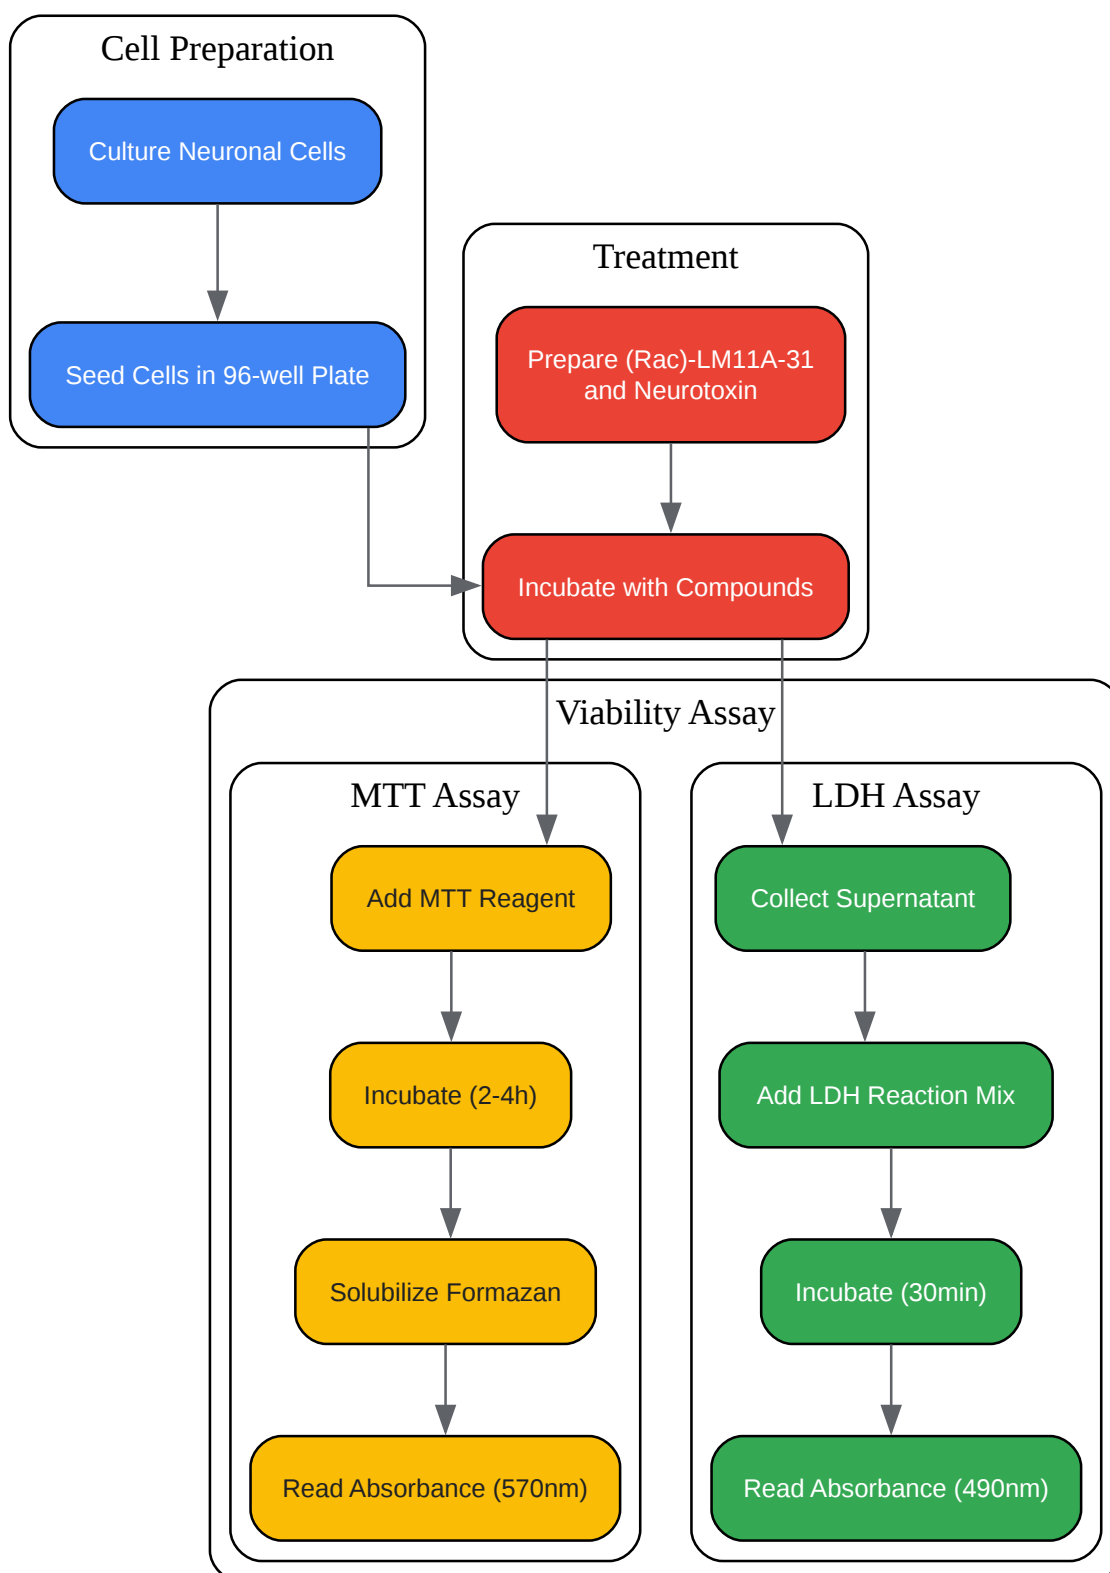 Cell Preparation
Culture Neuronal Cells
Seed Cells in 96-well Plate
Treatment
Prepare (Rac)-LM11A-31
and Neurotoxin
Incubate with Compounds
Viability Assay
MTT Assay
Add MTT Reagent
Incubate (2-4h)
Solubilize Formazan
Read Absorbance (570nm)
LDH Assay
Collect Supernatant
Add LDH Reaction Mix
Incubate (30min)
Read Absorbance (490nm)